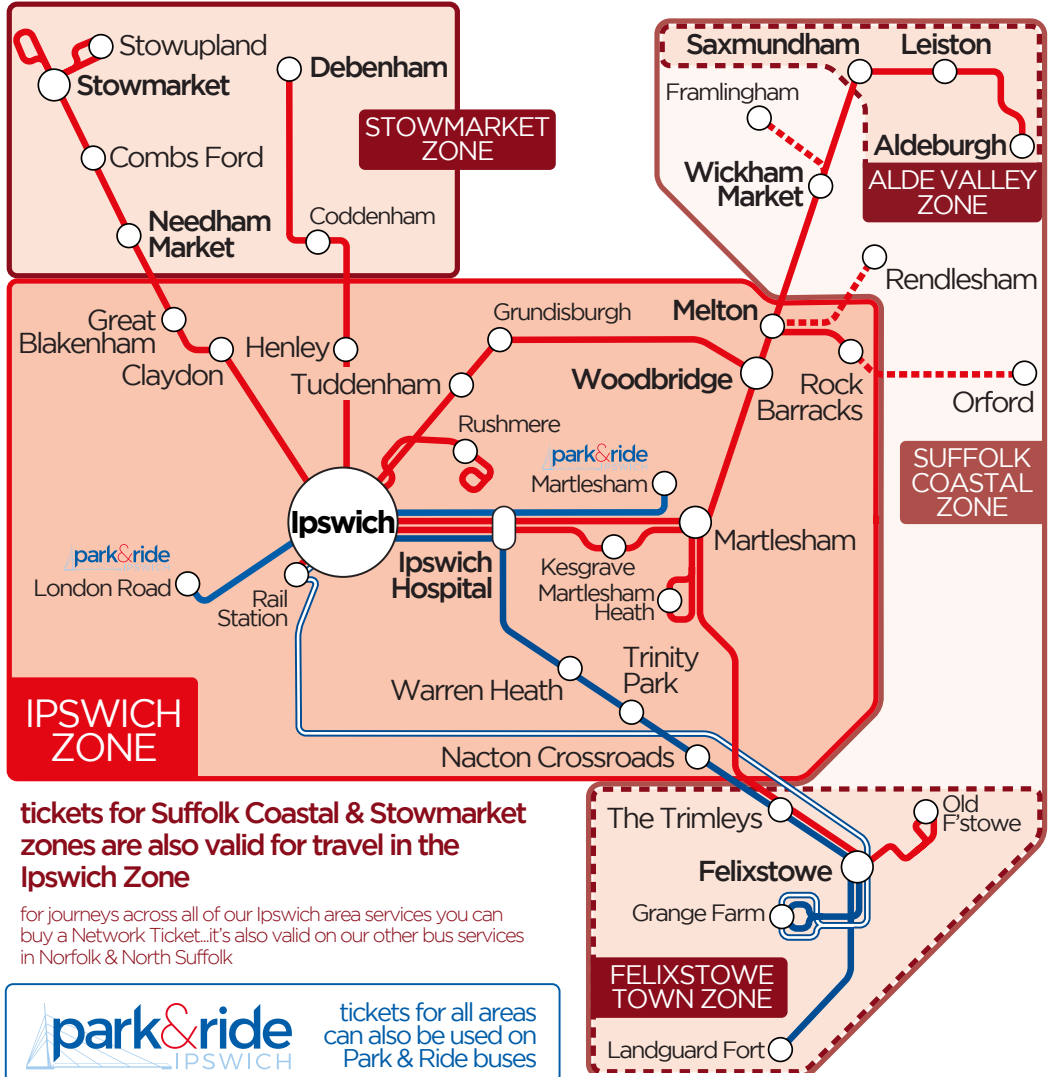 Stowupland
Stowmarket
Debenham
STOWMARKET
ZONE
Combs Ford
Needham
Market
Coddenham
Saxmundham
Leiston
Framlingham
Aldeburgh
Wickham
Market
ALDE VALLEY
ZONE
Rendlesham
Great
Blakenham
Claydon
Henley
Grundisburgh
Tuddenham
Melton
Woodbridge
Rock
Barracks
Orford
Rushmere
park&ride
IPSWICH
Martlesham
SUFFOLK
COASTAL
ZONE
Ipswich
Ipswich
Hospital
Martlesham
Kesgrave
Martlesham
Heath
park&ride
IPSWICH
London Road
Rail
Station
Trinity
Park
Warren Heath
Nacton Crossroads
IPSWICH
ZONE
tickets for Suffolk Coastal & Stowmarket
zones are also valid for travel in the
Ipswich Zone
for journeys across all of our Ipswich area services you can
buy a Network Ticket...it's also valid on our other bus services
in Norfolk & North Suffolk
The Trimleys
Old
F'stowe
Felixstowe
Grange Farm
FELIXSTOWE
TOWN ZONE
Landguard Fort
park&ride
IPSWICH
tickets for all areas
can also be used on
Park & Ride buses